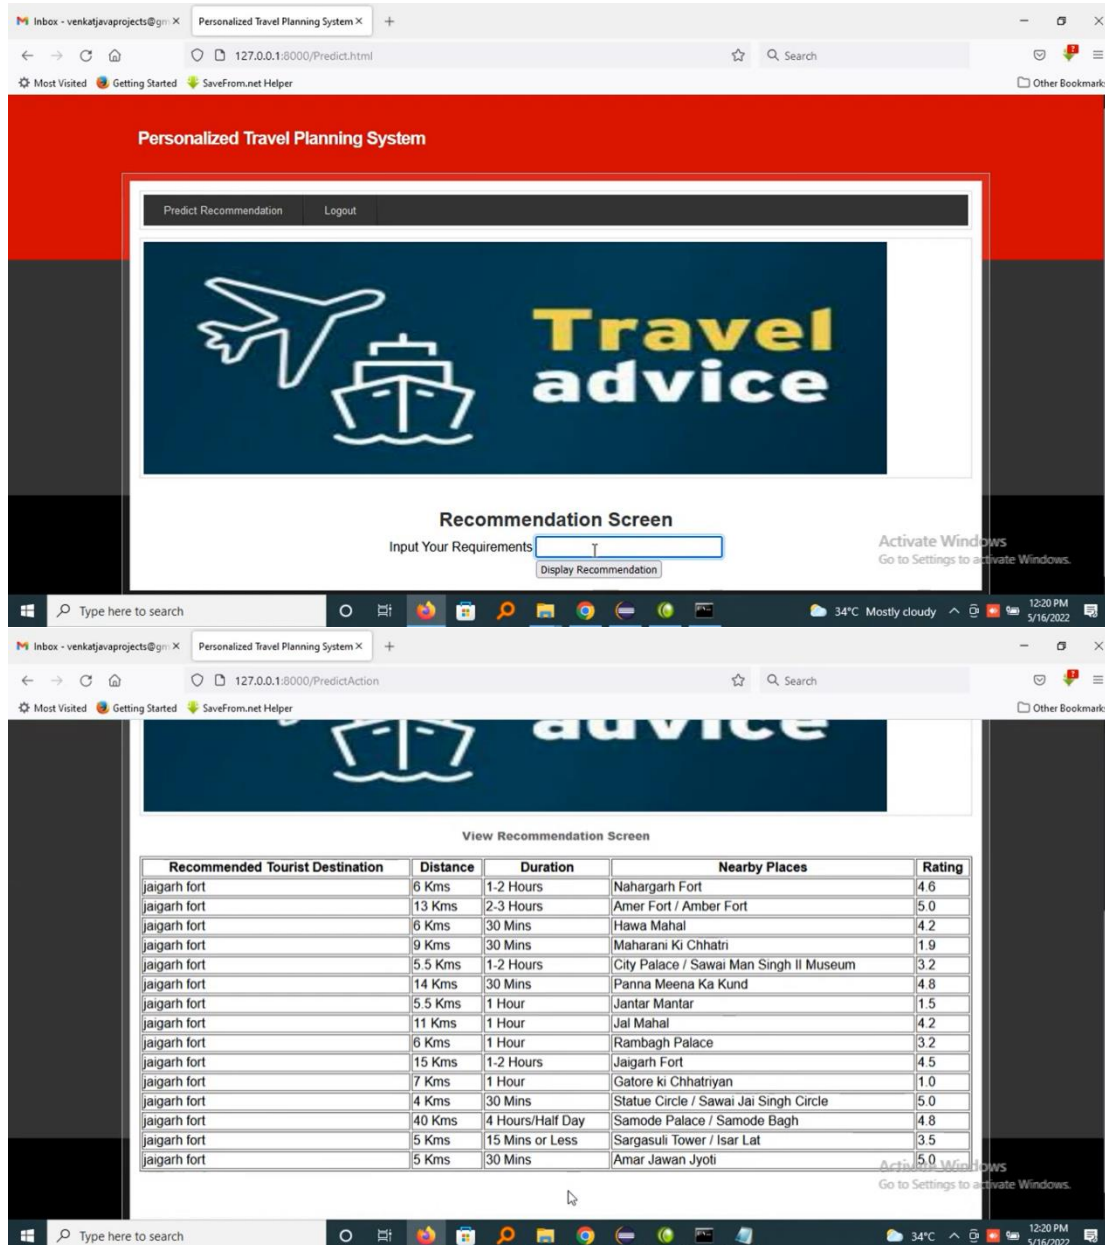 Inbox - venkatjavaprojects@gm
Personalized Travel Planning System
127.0.0.1:8000/Predict.html
Search
Most Visited Getting Started SaveFrom.net Helper
Other Bookmarks
Personalized Travel Planning System
Predict Recommendation Logout
Travel
advice
Recommendation Screen
Input Your Requirements
Display Recommendation
Activate Windows
Go to Settings to activate Windows.
Type here to search
34°C Mostly cloudy
12:20 PM
5/16/2022
Inbox - venkatjavaprojects@gm
Personalized Travel Planning System
127.0.0.1:8000/PredictAction
Search
Most Visited Getting Started SaveFrom.net Helper
Other Bookmarks
advice
View Recommendation Screen
Recommended Tourist Destination Distance Duration Nearby Places Rating
jaigarh fort 6 Kms 1-2 Hours Nahargarh Fort 4.6
jaigarh fort 13 Kms 2-3 Hours Amer Fort / Amber Fort 5.0
jaigarh fort 6 Kms 30 Mins Hawa Mahal 4.2
jaigarh fort 9 Kms 30 Mins Maharani Ki Chhatri 1.9
jaigarh fort 5.5 Kms 1-2 Hours City Palace / Sawai Man Singh II Museum 3.2
jaigarh fort 14 Kms 30 Mins Panna Meena Ka Kund 4.8
jaigarh fort 5.5 Kms 1 Hour Jantar Mantar 1.5
jaigarh fort 11 Kms 1 Hour Jal Mahal 4.2
jaigarh fort 6 Kms 1 Hour Rambagh Palace 3.2
jaigarh fort 15 Kms 1-2 Hours Jaigarh Fort 4.5
jaigarh fort 7 Kms 1 Hour Gatore ki Chhatriyan 1.0
jaigarh fort 4 Kms 30 Mins Statue Circle / Sawai Jai Singh Circle 5.0
jaigarh fort 40 Kms 4 Hours/Half Day Samode Palace / Samode Bagh 4.8
jaigarh fort 5 Kms 15 Mins or Less Sargasuli Tower / Isar Lat 3.5
jaigarh fort 5 Kms 30 Mins Amar Jawan Jyoti 5.0
Activate Windows
Go to Settings to activate Windows.
Type here to search
34°C
12:20 PM
5/16/2022